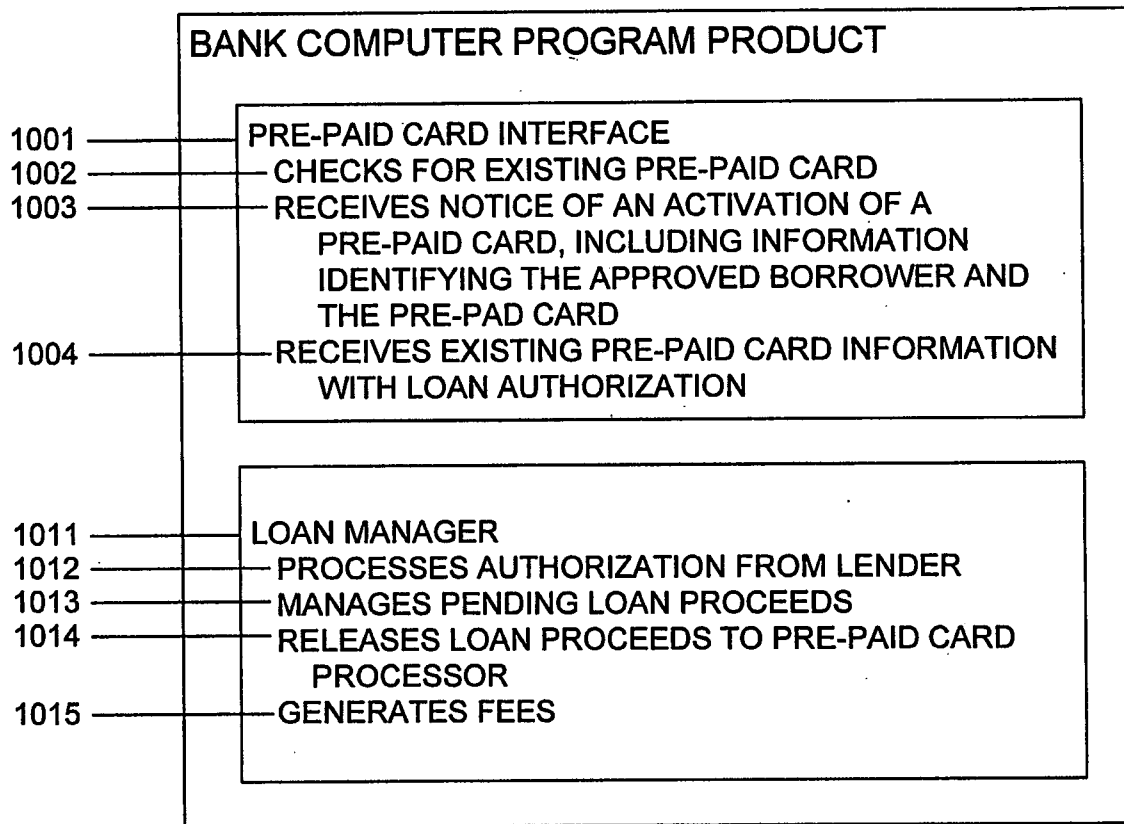 BANK COMPUTER PROGRAM PRODUCT
1001 PRE-PAID CARD INTERFACE
1002 CHECKS FOR EXISTING PRE-PAID CARD
1003 RECEIVES NOTICE OF AN ACTIVATION OF A
PRE-PAID CARD, INCLUDING INFORMATION
IDENTIFYING THE APPROVED BORROWER AND
THE PRE-PAD CARD
1004 RECEIVES EXISTING PRE-PAID CARD INFORMATION
WITH LOAN AUTHORIZATION
1011 LOAN MANAGER
1012 PROCESSES AUTHORIZATION FROM LENDER
1013 MANAGES PENDING LOAN PROCEEDS
1014 RELEASES LOAN PROCEEDS TO PRE-PAID CARD
PROCESSOR
1015 GENERATES FEES